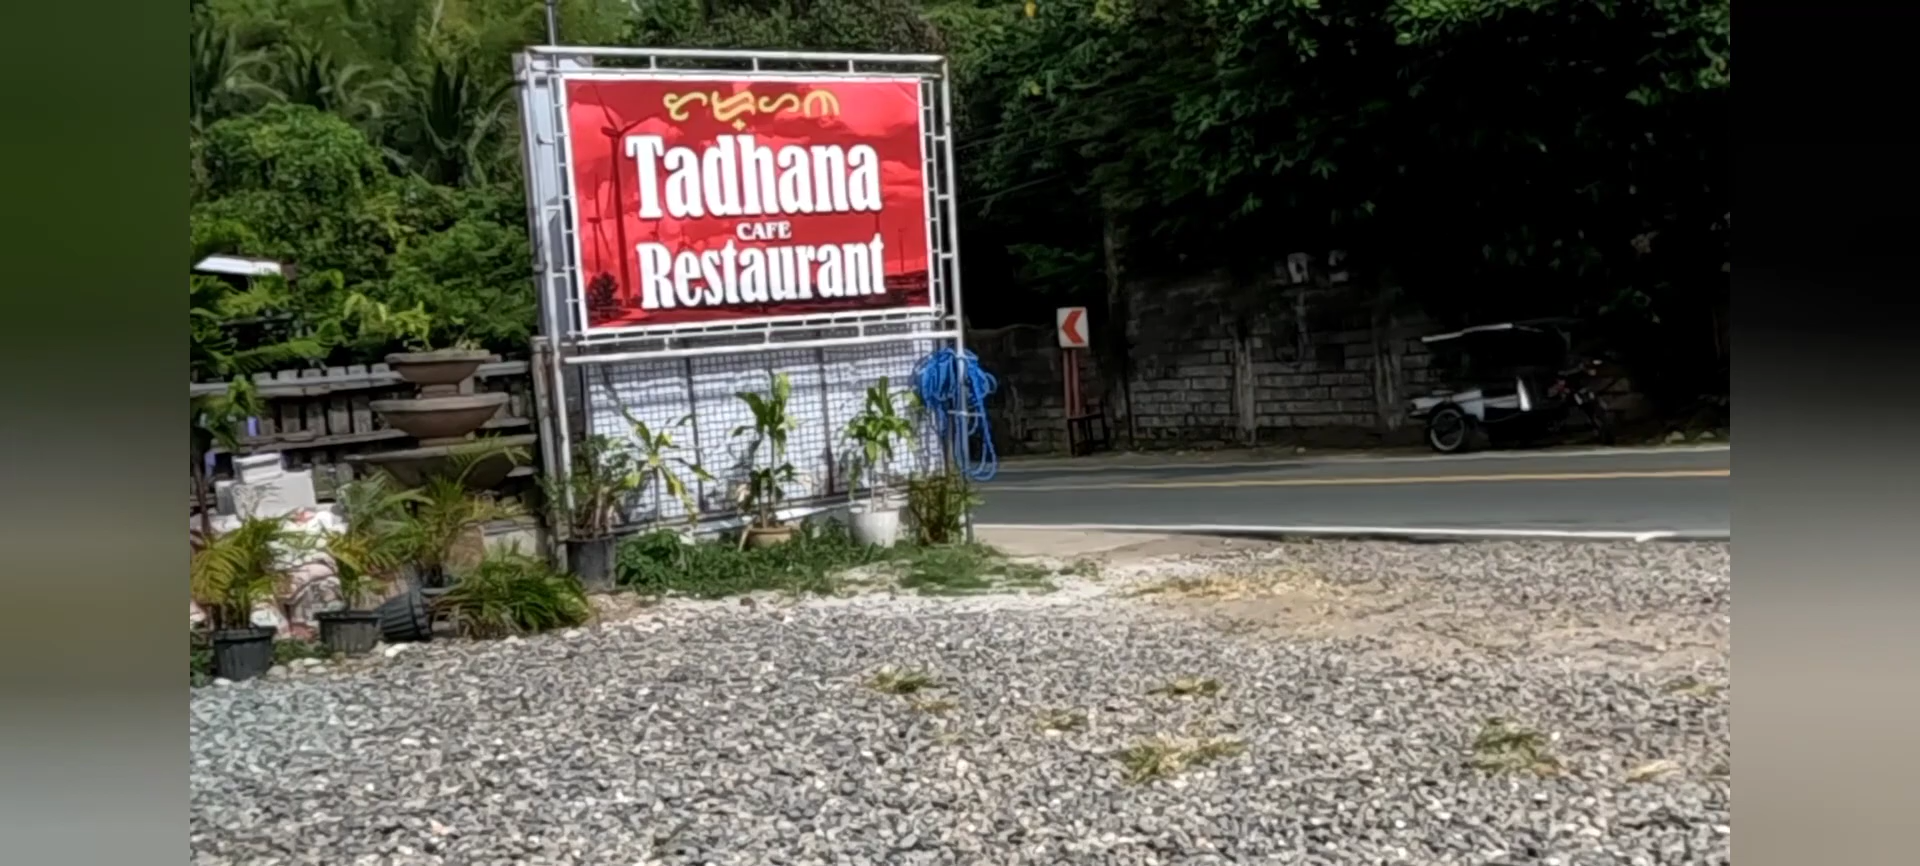 ᜆᜇ᜔ᜑᜈ
Tadhana
CAFE
Restaurant